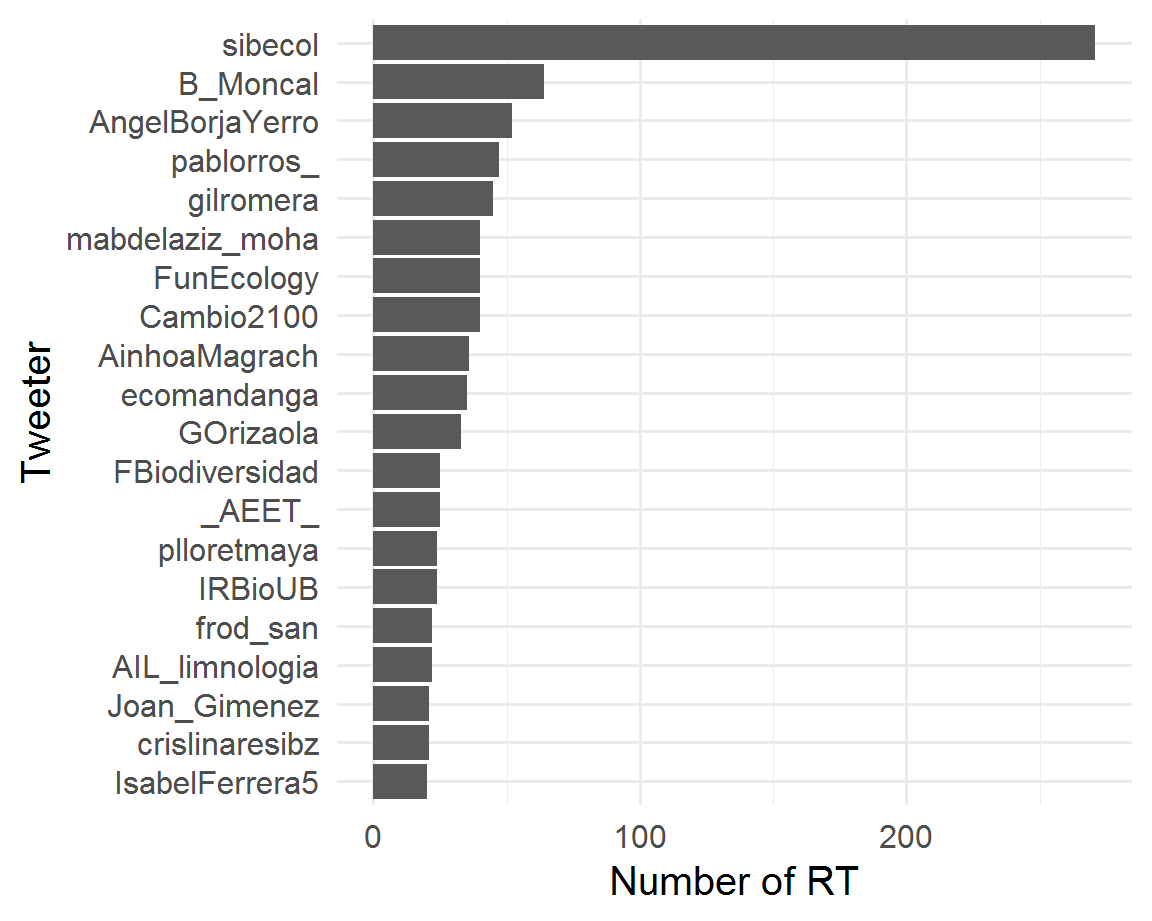 sibecol
B_Moncal
AngelBorjaYerro
pablorros_
gilromera
mabdelaziz_moha
FunEcology
Cambio2100
AinhoaMagrach
ecomandanga
GOrizaola
FBiodiversidad
_AEET_
plloretmaya
IRBioUB
frod_san
AIL_limnologia
Joan_Gimenez
crislinaresibz
IsabelFerrera5
Tweeter
0 100 200
Number of RT